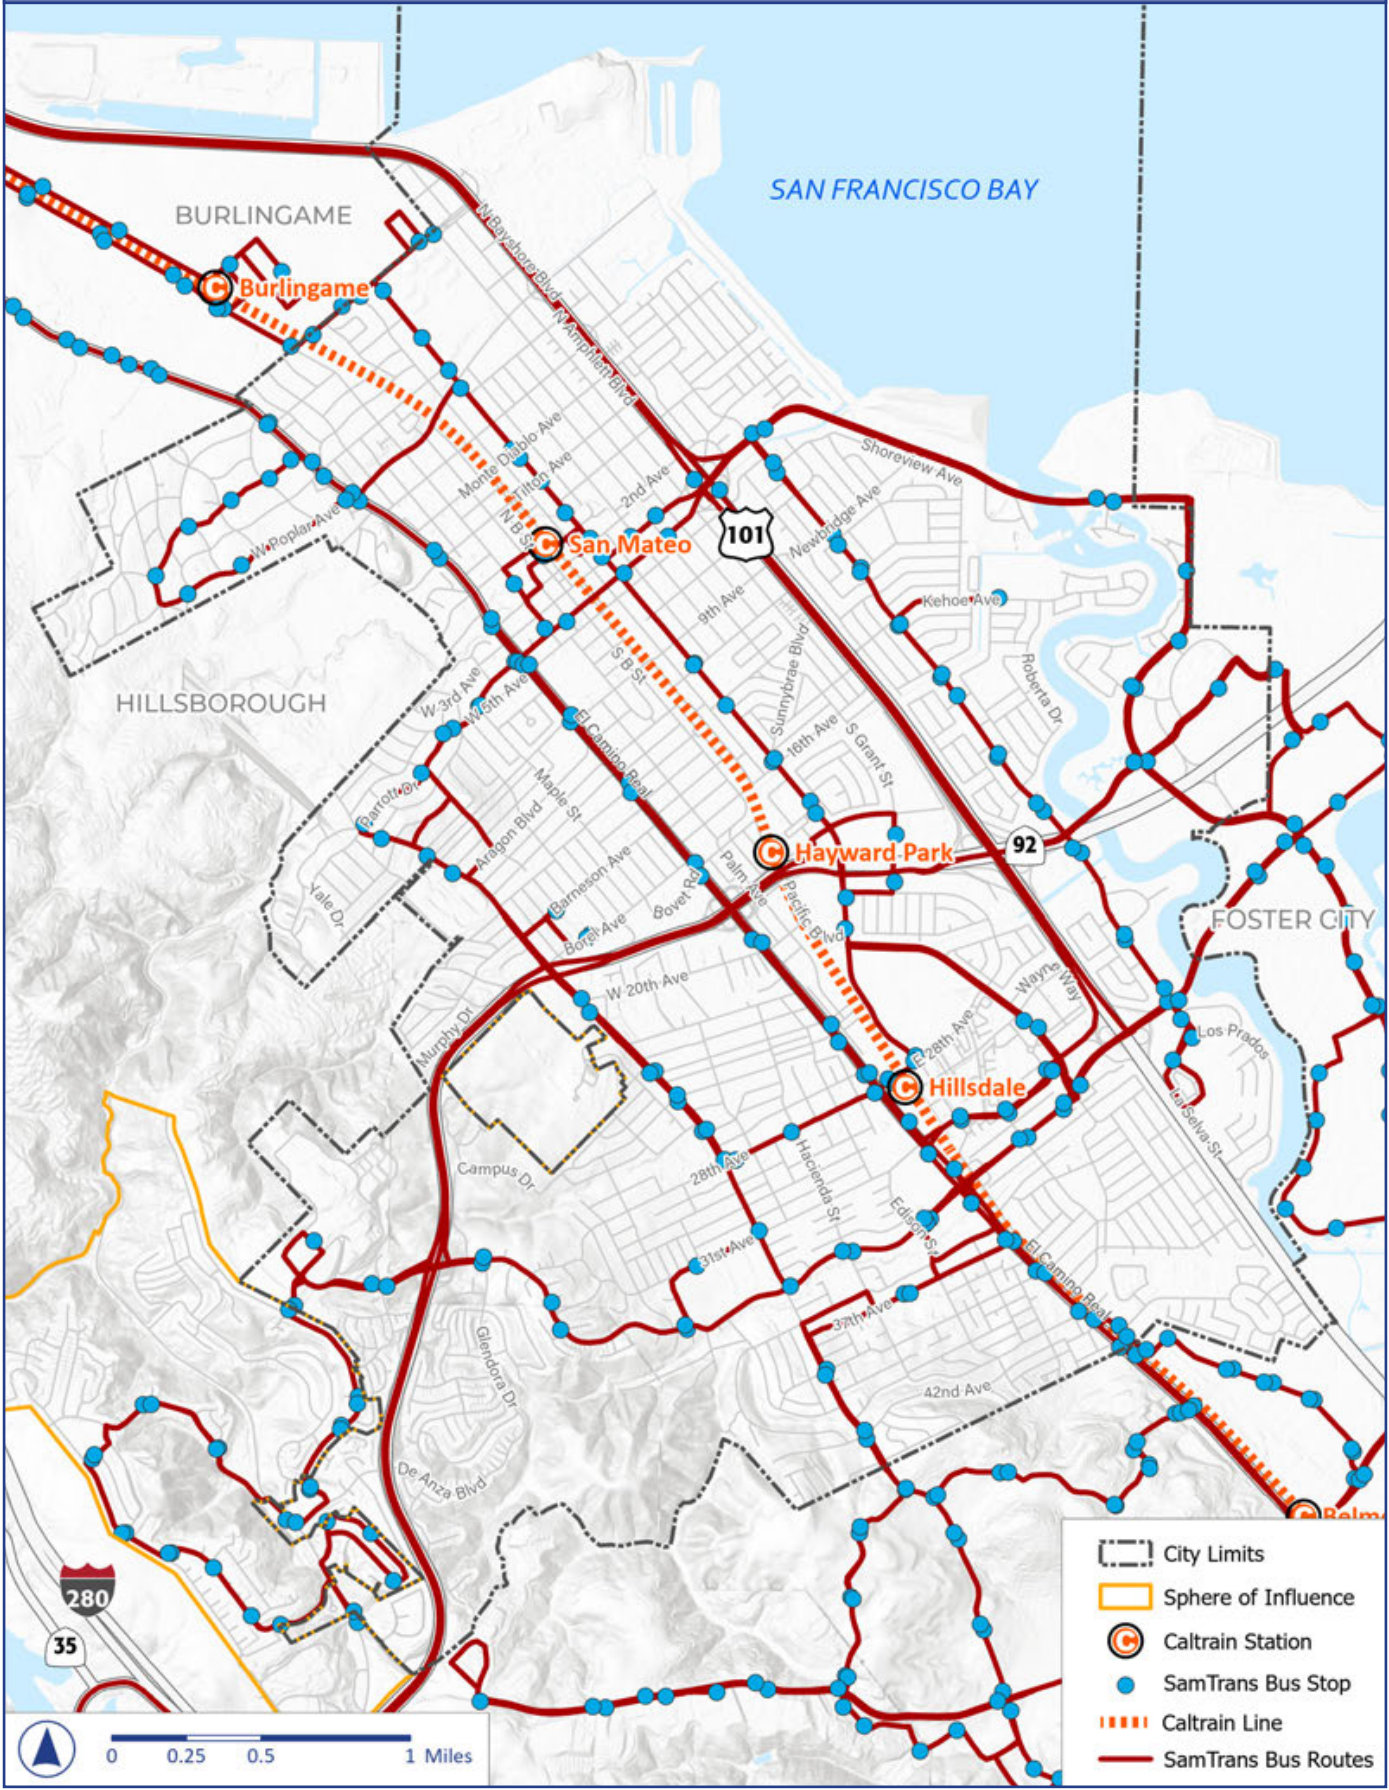 SAN FRANCISCO BAY
BURLINGAME
N Bayshore Blvd
Burlingame
N Amphlett Blvd
Monte Diablo Ave
Shoreview Ave
Tilton Ave
2nd Ave
N B St
W Poplar Ave
101
Newbridge Ave
San Mateo
9th Ave
Kehoe Ave
S B St
Sunnybrae Blvd
Roberta Dr
HILLSBOROUGH
W 3rd Ave
W 5th Ave
El Camino Real
16th Ave
S Grant St
Parrott Dr
Maple St
Aragon Blvd
92
Hayward Park
Palm Ave
Barneson Ave
Bovet Rd
Yale Dr
Pacific Blvd
FOSTER CITY
Borel Ave
W 20th Ave
Wayne Way
Murphy Dr
E 28th Ave
Los Prados
Hillsdale
La Selva St
28th Ave
Campus Dr
Hacienda St
Edison St
31st Ave
El Camino Real
37th Ave
Glendora Dr
42nd Ave
De Anza Blvd
Belm
280
35
City Limits
Sphere of Influence
Caltrain Station
SamTrans Bus Stop
Caltrain Line
SamTrans Bus Routes
0 0.25 0.5 1 Miles